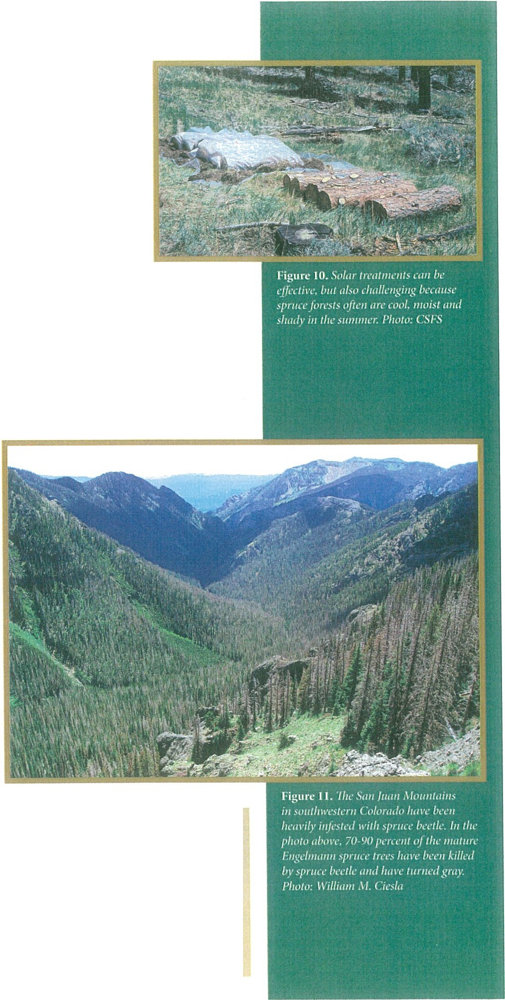 Figure 10. Solar treatments can be
effective, but also challenging because
spruce forests often are cool, moist and
shady in the summer. Photo: CSFS
Figure 11. The San Juan Mountains
in southwestern Colorado have been
heavily infested with spruce beetle. In the
photo above, 70-90 percent of the mature
Engelmann spruce trees have been killed
by spruce beetle and have turned gray.
Photo: William M. Ciesla